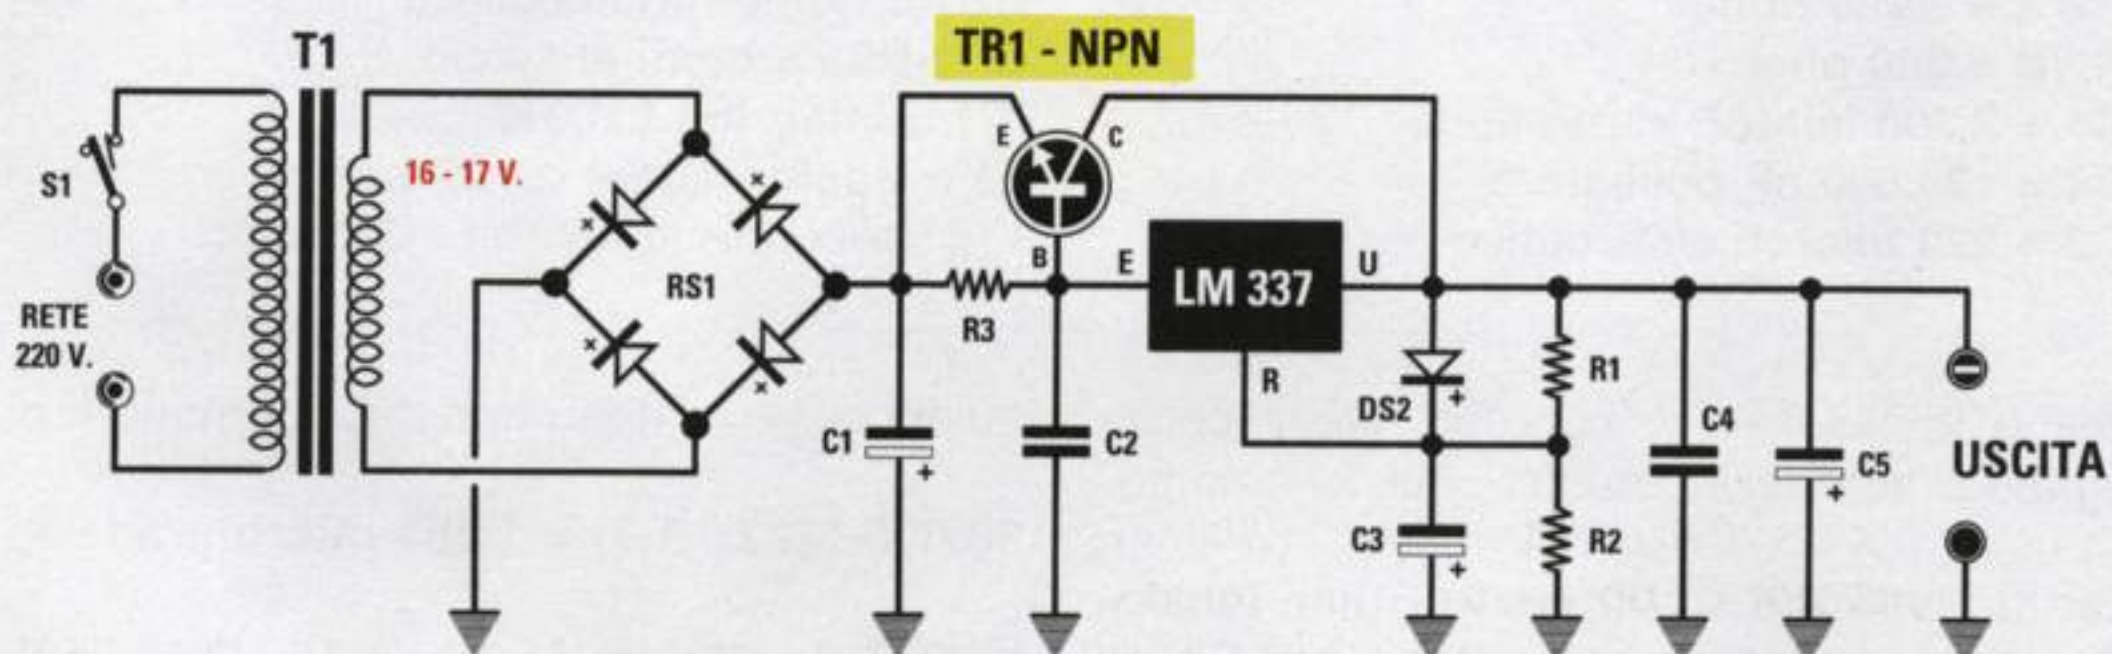 TR1 - NPN
T1
S1
16 - 17 V.
RETE
220 V.
RS1
E
C
B
E
LM 337
U
R
R3
C1
+
C2
DS2
+
R1
C3
+
R2
C4
C5
+
USCITA